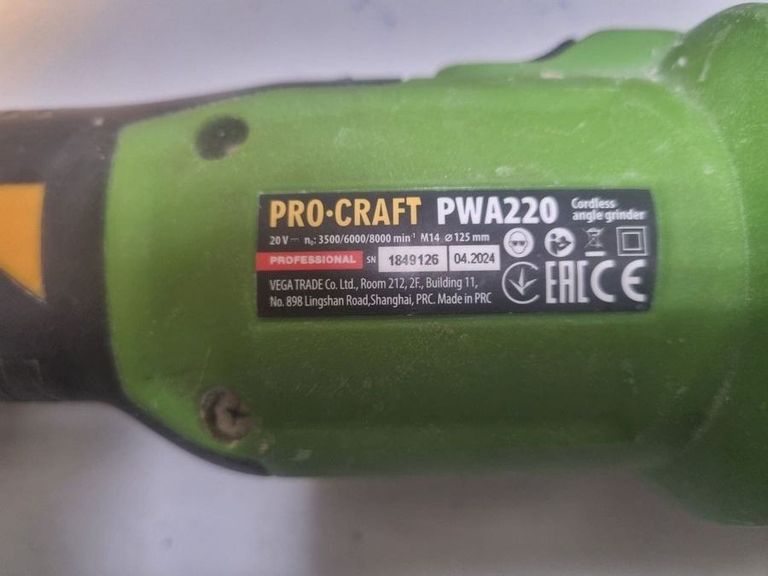 PRO·CRAFT PWA220 Cordless angle grinder
20 V ⎓ n₀: 3500/6000/8000 min⁻¹ M14 ⌀ 125 mm
PROFESSIONAL SN 1849126 04.2024
VEGA TRADE Co. Ltd., Room 212, 2F., Building 11,
No. 898 Lingshan Road,Shanghai, PRC. Made in PRC
EAC CE